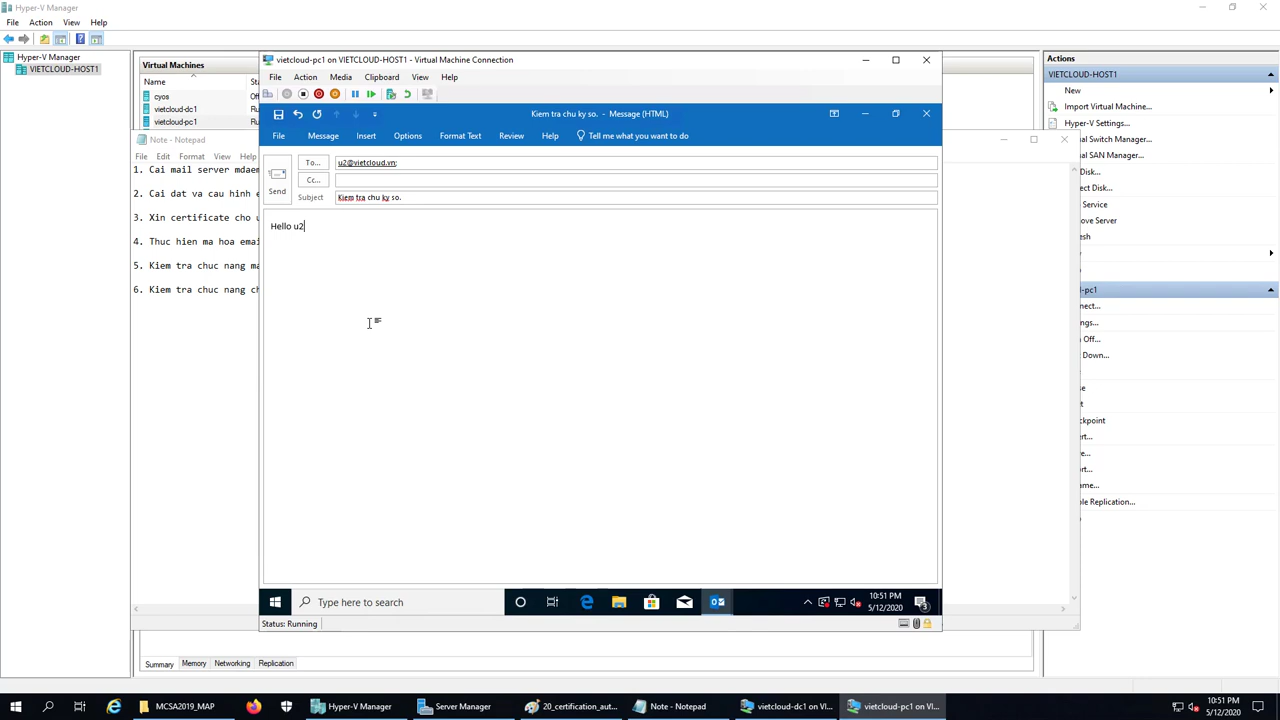 Hyper-V Manager
File Action View Help
Hyper-V Manager
VIETCLOUD-HOST1
Virtual Machines
Name
cyos
vietcloud-dc1
vietcloud-pc1
Note - Notepad
File Edit Format View Help
1. Cai mail server mdaem
2. Cai dat va cau hinh e
3. Xin certificate cho u
4. Thuc hien ma hoa emai
5. Kiem tra chuc nang ma
6. Kiem tra chuc nang ch
vietcloud-pc1 on VIETCLOUD-HOST1 - Virtual Machine Connection
File Action Media Clipboard View Help
Kiem tra chu ky so. - Message (HTML)
File Message Insert Options Format Text Review Help Tell me what you want to do
Send
To... u2@vietcloud.vn;
Cc...
Subject Kiem tra chu ky so.
Hello u2
Type here to search
10:51 PM
5/12/2020
3
Status: Running
Summary Memory Networking Replication
Actions
VIETCLOUD-HOST1
New
Import Virtual Machine...
Hyper-V Settings...
Switch Manager...
SAN Manager...
Disk...
Service
Server
Help
MCSA2019_MAP
Hyper-V Manager
Server Manager
20_certification_aut...
Note - Notepad
vietcloud-dc1 on VI...
vietcloud-pc1 on VI...
10:51 PM
5/12/2020